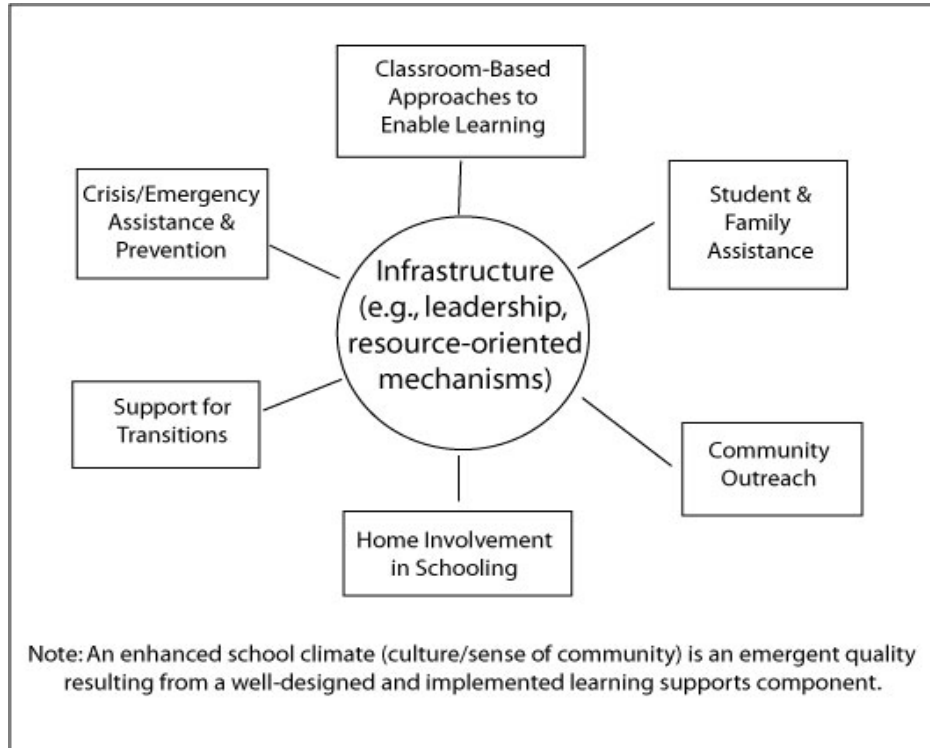 Classroom-Based
Approaches to
Enable Learning
Crisis/Emergency
Assistance &
Prevention
Student &
Family
Assistance
Infrastructure
(e.g., leadership,
resource-oriented
mechanisms)
Support for
Transitions
Community
Outreach
Home Involvement
in Schooling
Note: An enhanced school climate (culture/sense of community) is an emergent quality
resulting from a well-designed and implemented learning supports component.